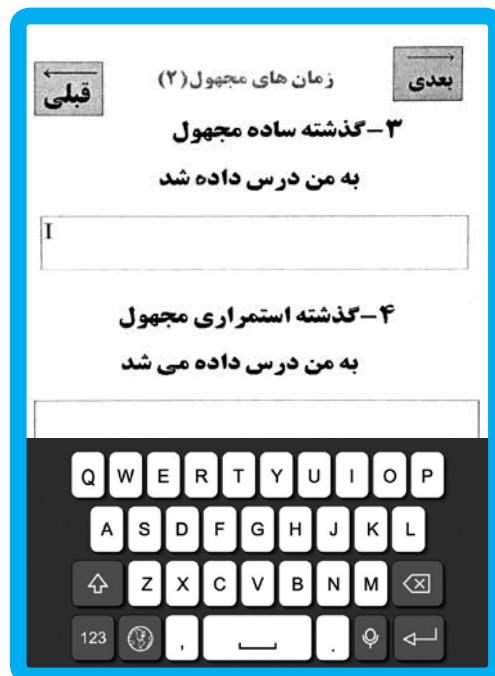 بعدی
زمان های مجهول(۲)
قبلی
۳-گذشته ساده مجهول
به من درس داده شد
I
۴-گذشته استمراری مجهول
به من درس داده می شد
Q W E R T Y U I O P
A S D F G H J K L
Z X C V B N M
123 , .